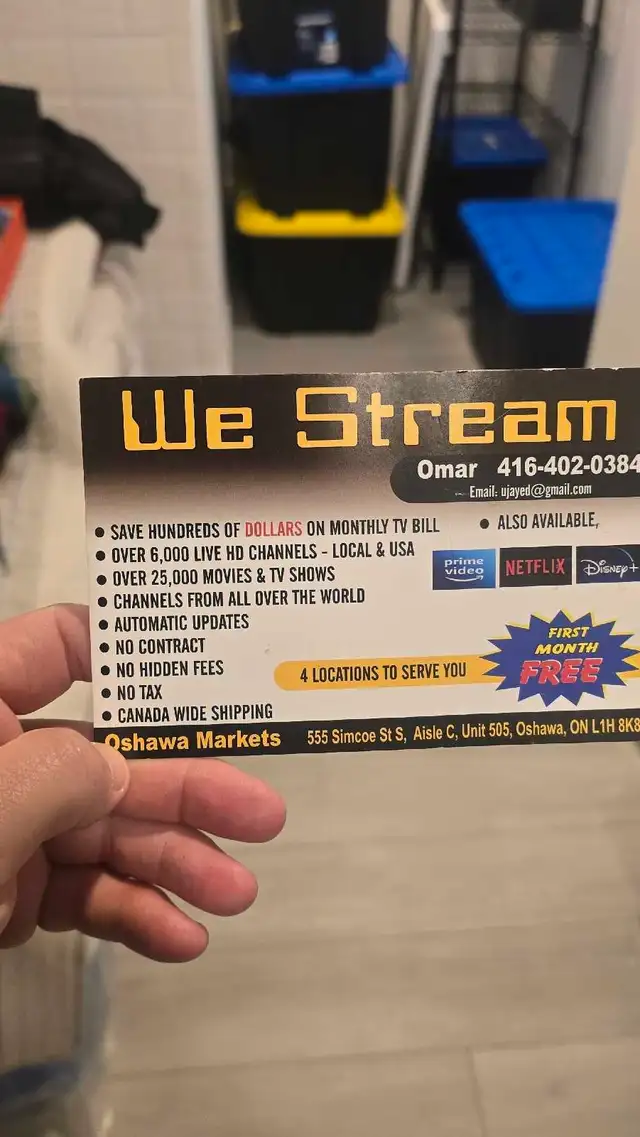 We Stream
Omar 416-402-0384
Email: ujayed@gmail.com
• SAVE HUNDREDS OF DOLLARS ON MONTHLY TV BILL
• OVER 6,000 LIVE HD CHANNELS - LOCAL & USA
• OVER 25,000 MOVIES & TV SHOWS
• CHANNELS FROM ALL OVER THE WORLD
• AUTOMATIC UPDATES
• NO CONTRACT
• NO HIDDEN FEES
• NO TAX
• CANADA WIDE SHIPPING
• ALSO AVAILABLE,
prime video NETFLIX Disney+
4 LOCATIONS TO SERVE YOU
FIRST
MONTH
FREE
Oshawa Markets 555 Simcoe St S, Aisle C, Unit 505, Oshawa, ON L1H 8K8